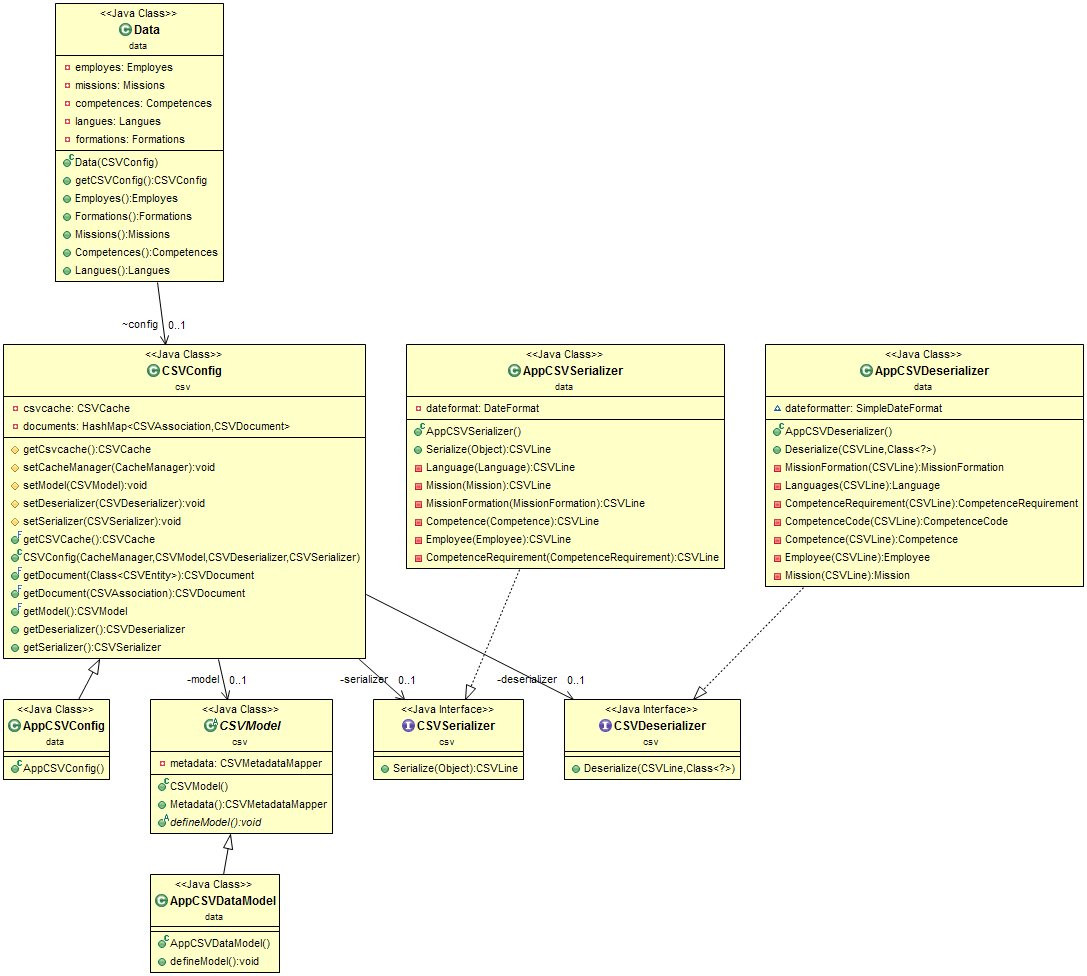 <<Java Class>>
Data
data
employes: Employes
missions: Missions
competences: Competences
langues: Langues
formations: Formations
Data(CSVConfig)
getCSVConfig():CSVConfig
Employes():Employes
Formations():Formations
Missions():Missions
Competences():Competences
Langues():Langues
~config 0..1
<<Java Class>>
CSVConfig
csv
csvcache: CSVCache
documents: HashMap<CSVAssociation,CSVDocument>
getCsvcache():CSVCache
setCacheManager(CacheManager):void
setModel(CSVModel):void
setDeserializer(CSVDeserializer):void
setSerializer(CSVSerializer):void
getCSVCache():CSVCache
CSVConfig(CacheManager,CSVModel,CSVDeserializer,CSVSerializer)
getDocument(Class<CSVEntity>):CSVDocument
getDocument(CSVAssociation):CSVDocument
getModel():CSVModel
getDeserializer():CSVDeserializer
getSerializer():CSVSerializer
<<Java Class>>
AppCSVSerializer
data
dateformat: DateFormat
AppCSVSerializer()
Serialize(Object):CSVLine
Language(Language):CSVLine
Mission(Mission):CSVLine
MissionFormation(MissionFormation):CSVLine
Competence(Competence):CSVLine
Employee(Employee):CSVLine
CompetenceRequirement(CompetenceRequirement):CSVLine
<<Java Class>>
AppCSVDeserializer
data
dateformatter: SimpleDateFormat
AppCSVDeserializer()
Deserialize(CSVLine,Class<?>)
MissionFormation(CSVLine):MissionFormation
Languages(CSVLine):Language
CompetenceRequirement(CSVLine):CompetenceRequirement
CompetenceCode(CSVLine):CompetenceCode
Competence(CSVLine):Competence
Employee(CSVLine):Employee
Mission(CSVLine):Mission
-model 0..1
-serializer 0..1
-deserializer 0..1
<<Java Class>>
AppCSVConfig
data
AppCSVConfig()
<<Java Class>>
CSVModel
csv
metadata: CSVMetadataMapper
CSVModel()
Metadata():CSVMetadataMapper
defineModel():void
<<Java Interface>>
CSVSerializer
csv
Serialize(Object):CSVLine
<<Java Interface>>
CSVDeserializer
csv
Deserialize(CSVLine,Class<?>)
<<Java Class>>
AppCSVDataModel
data
AppCSVDataModel()
defineModel():void